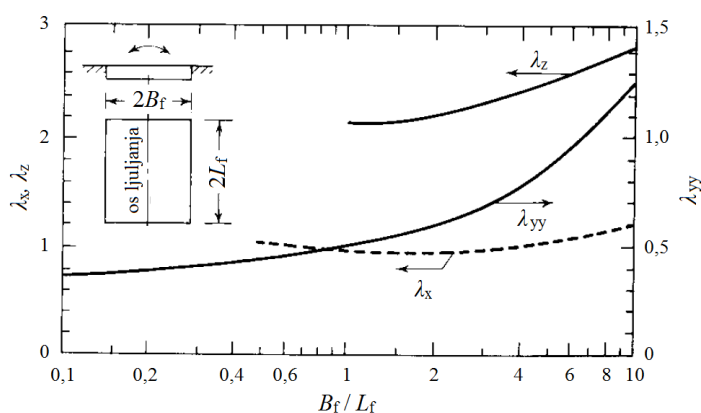 3
2
1
0
λx, λz
1,5
1,0
0,5
0
λyy
2Bf
os ljuljanja
2Lf
λz
λyy
λx
0,1 0,2 0,4 0,6 1 2 4 6 8 10
Bf / Lf